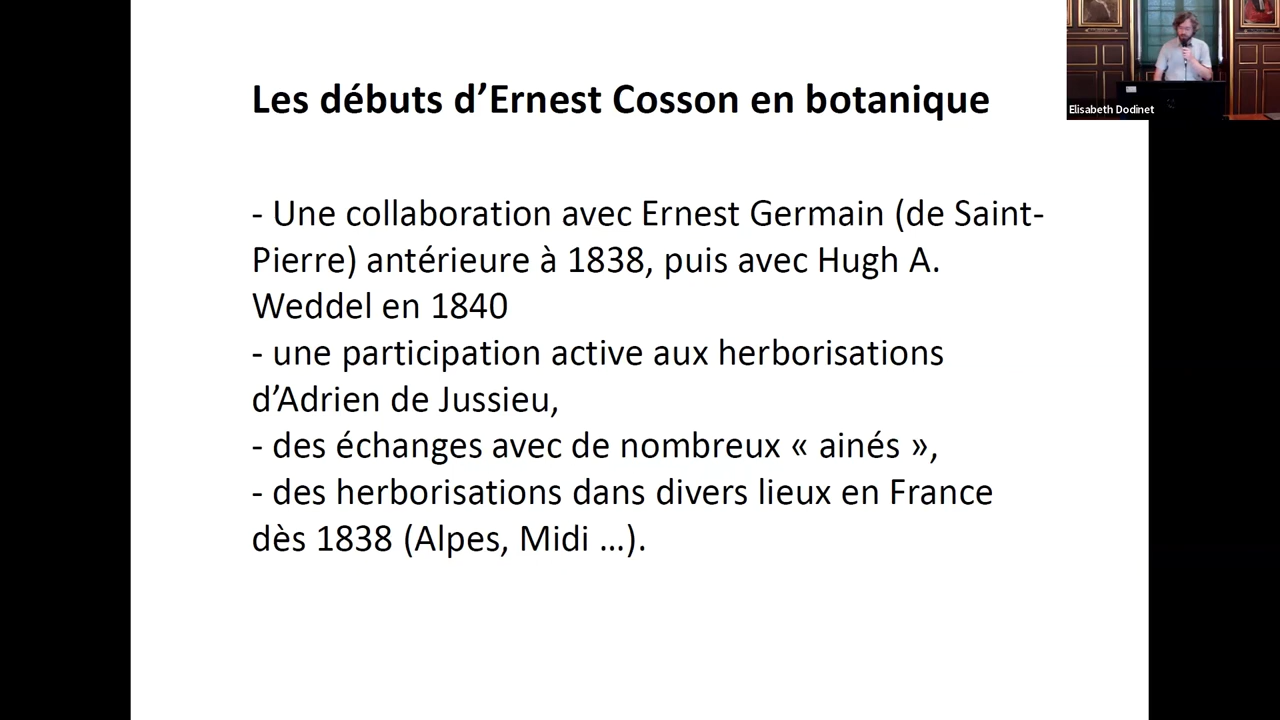 Les débuts d’Ernest Cosson en botanique
Elisabeth Dodinet
- Une collaboration avec Ernest Germain (de Saint-
Pierre) antérieure à 1838, puis avec Hugh A.
Weddel en 1840
- une participation active aux herborisations
d’Adrien de Jussieu,
- des échanges avec de nombreux « ainés »,
- des herborisations dans divers lieux en France
dès 1838 (Alpes, Midi …).